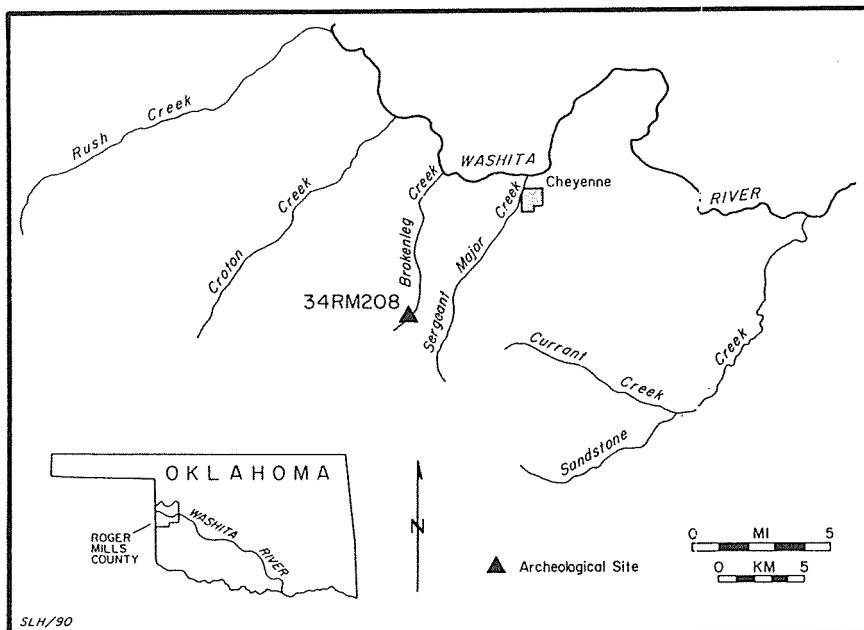 Rush Creek
Croton Creek
Brokenleg Creek
Sergeant Major Creek
WASHITA
RIVER
Cheyenne
34RM208
Currant Creek
Sandstone Creek
OKLAHOMA
WASHITA RIVER
ROGER
MILLS
COUNTY
N
Archeological Site
0 MI 5
0 KM 5
SLH/90